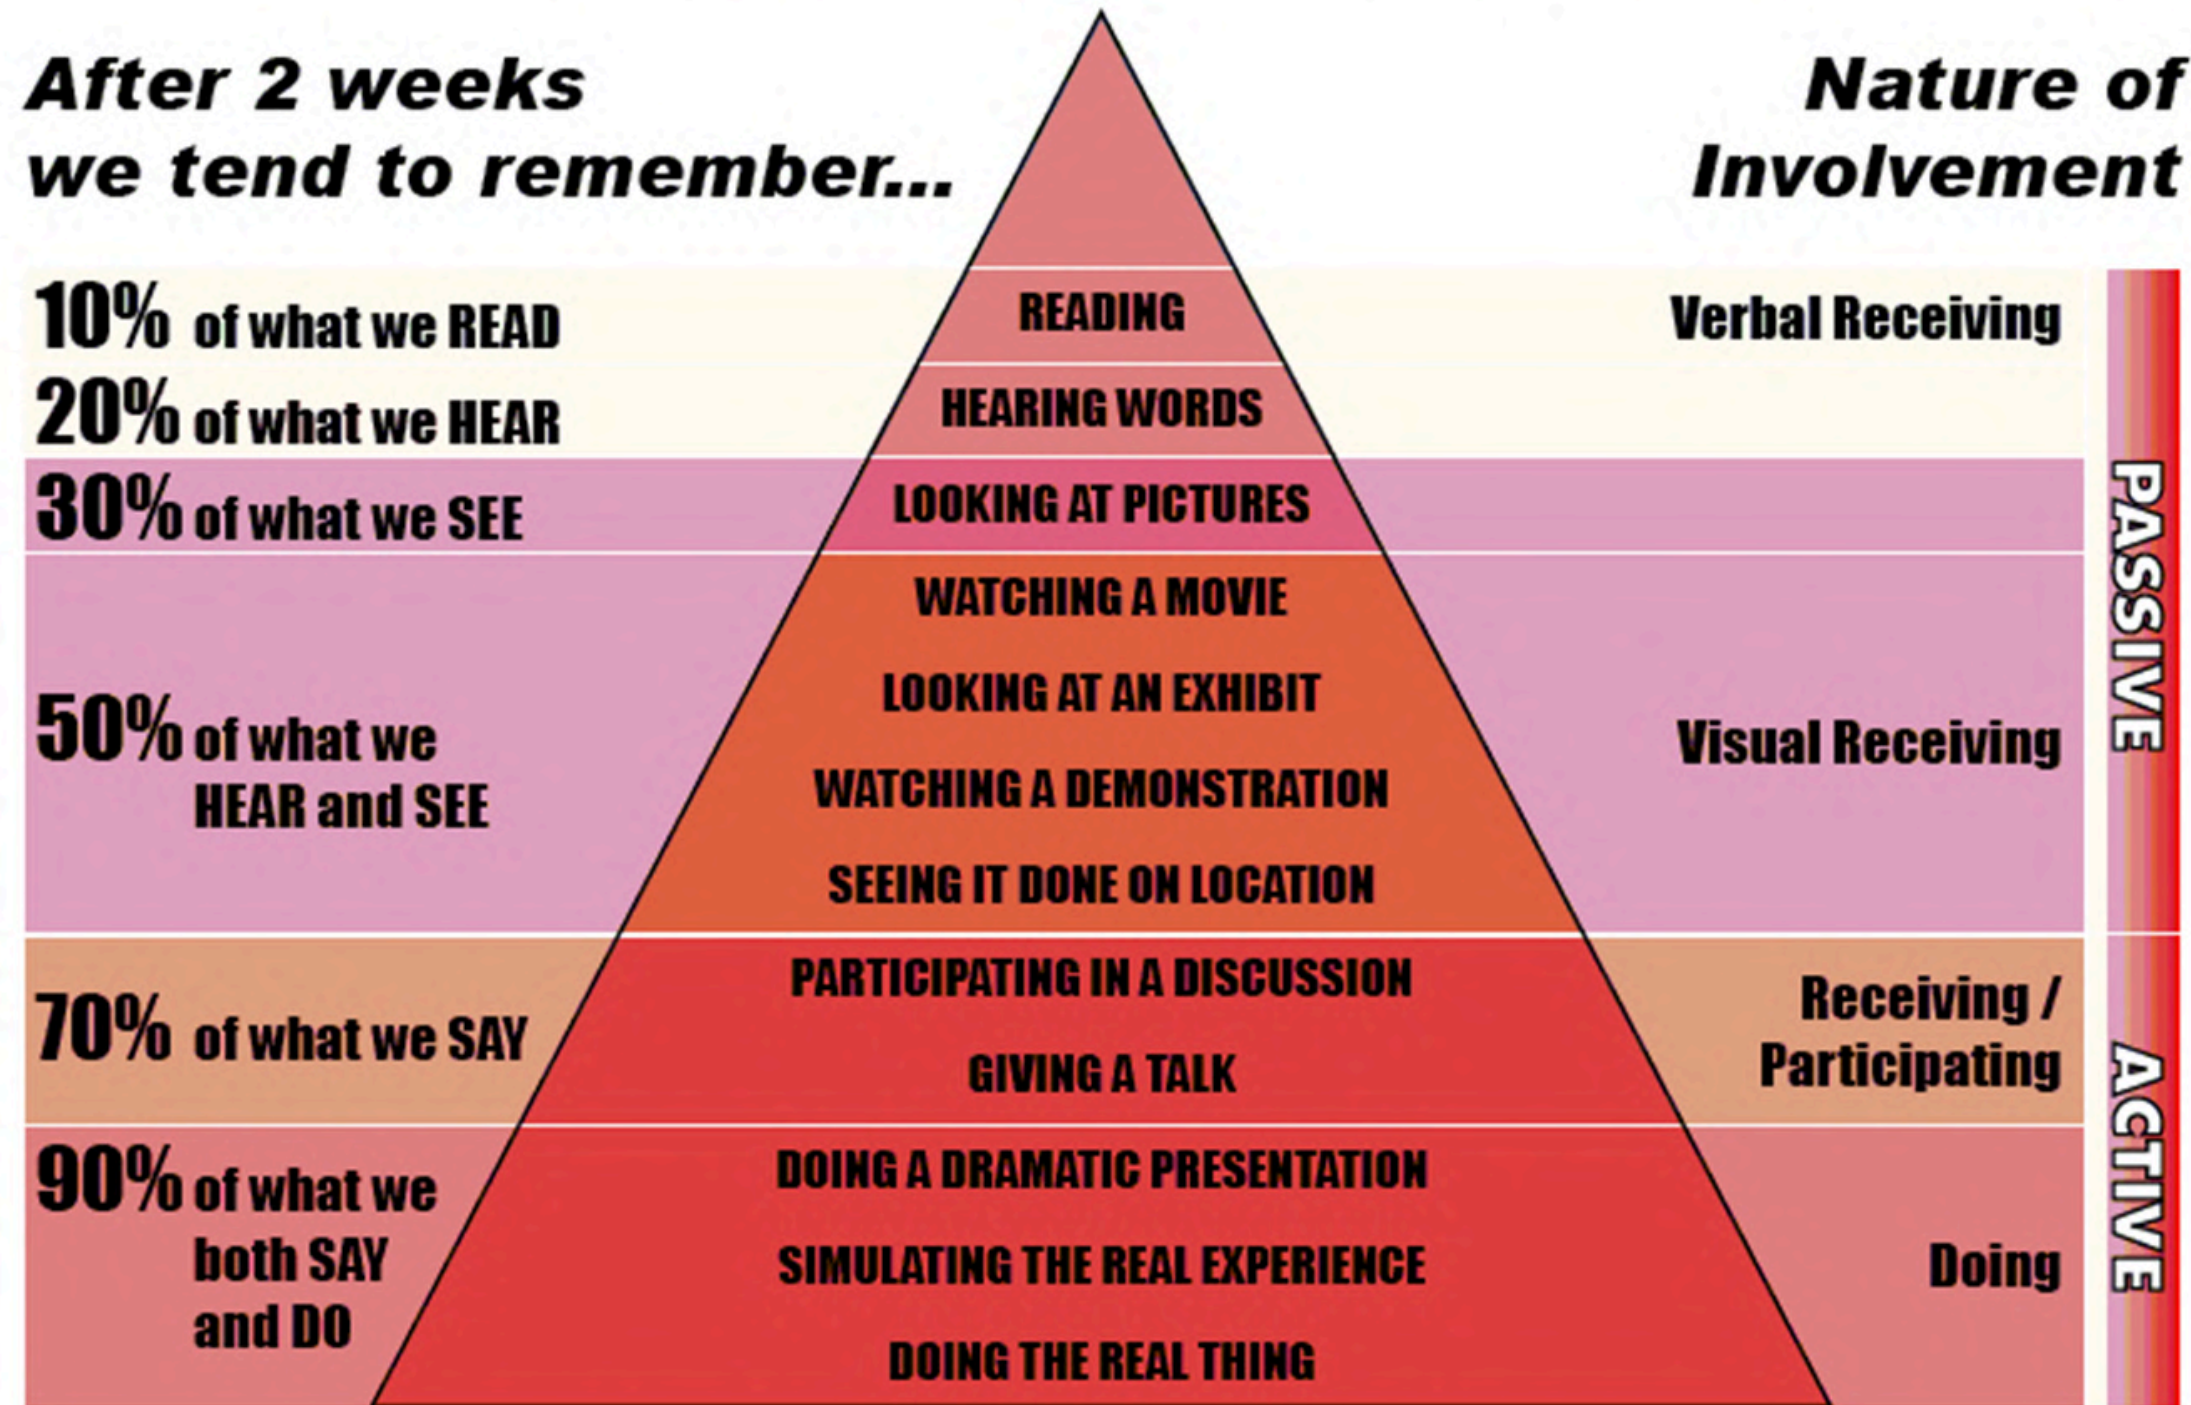 After 2 weeks
we tend to remember...
Nature of
Involvement
10% of what we READ
READING
Verbal Receiving
20% of what we HEAR
HEARING WORDS
30% of what we SEE
LOOKING AT PICTURES
50% of what we
HEAR and SEE
WATCHING A MOVIE
LOOKING AT AN EXHIBIT
WATCHING A DEMONSTRATION
SEEING IT DONE ON LOCATION
Visual Receiving
PASSIVE
70% of what we SAY
PARTICIPATING IN A DISCUSSION
GIVING A TALK
Receiving /
Participating
90% of what we
both SAY
and DO
DOING A DRAMATIC PRESENTATION
SIMULATING THE REAL EXPERIENCE
DOING THE REAL THING
Doing
ACTIVE